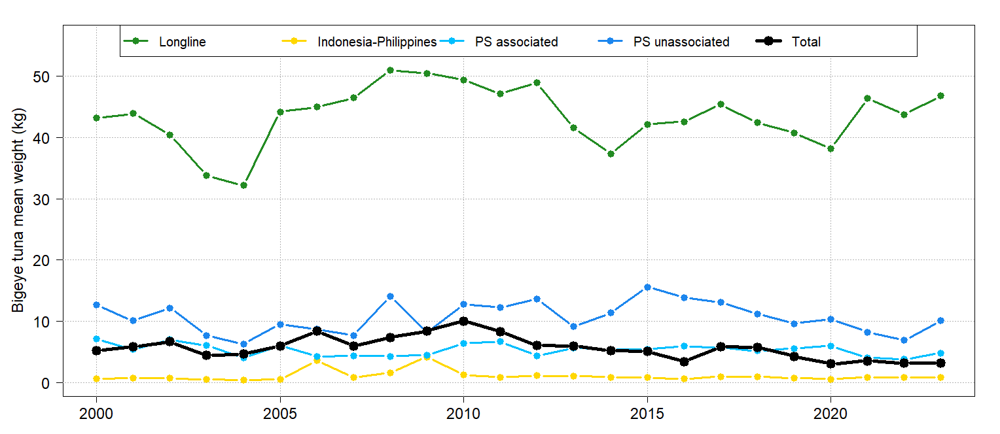 Longline Indonesia-Philippines PS associated PS unassociated Total
Bigeye tuna mean weight (kg)
50
40
30
20
10
0
2000 2005 2010 2015 2020